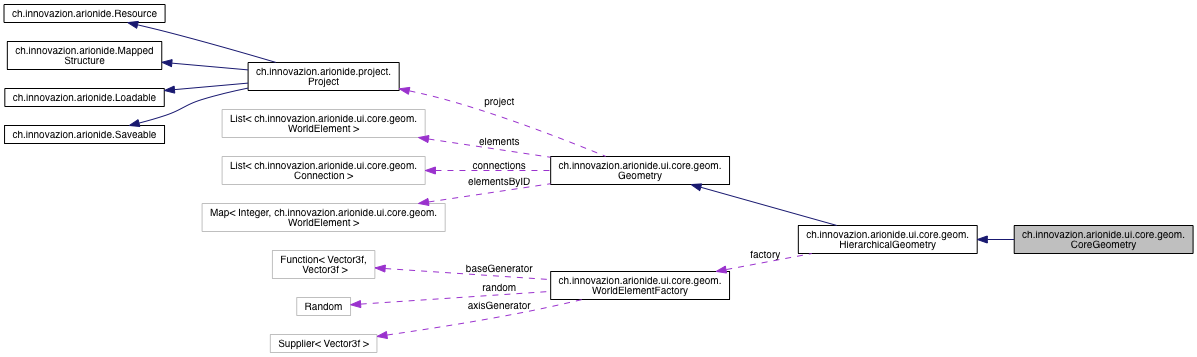 ch.innovazion.arionide.Resource
ch.innovazion.arionide.Mapped
Structure
ch.innovazion.arionide.Loadable
ch.innovazion.arionide.Saveable
ch.innovazion.arionide.project.
Project
List< ch.innovazion.arionide.ui.core.geom.
WorldElement >
List< ch.innovazion.arionide.ui.core.geom.
Connection >
Map< Integer, ch.innovazion.arionide.ui.core.geom.
WorldElement >
Function< Vector3f,
Vector3f >
Random
Supplier< Vector3f >
project
elements
connections
elementsByID
baseGenerator
random
axisGenerator
ch.innovazion.arionide.ui.core.geom.
Geometry
ch.innovazion.arionide.ui.core.geom.
WorldElementFactory
factory
ch.innovazion.arionide.ui.core.geom.
HierarchicalGeometry
ch.innovazion.arionide.ui.core.geom.
CoreGeometry